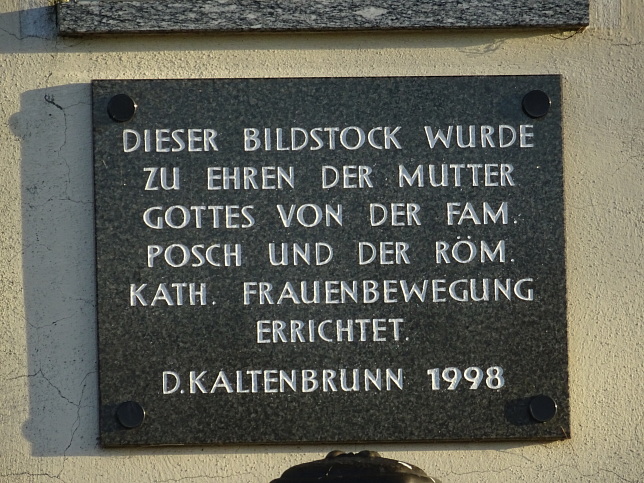 DIESER BILDSTOCK WURDE
ZU EHREN DER MUTTER
GOTTES VON DER FAM.
POSCH UND DER RÖM.
KATH. FRAUENBEWEGUNG
ERRICHTET.
D.KALTENBRUNN 1998